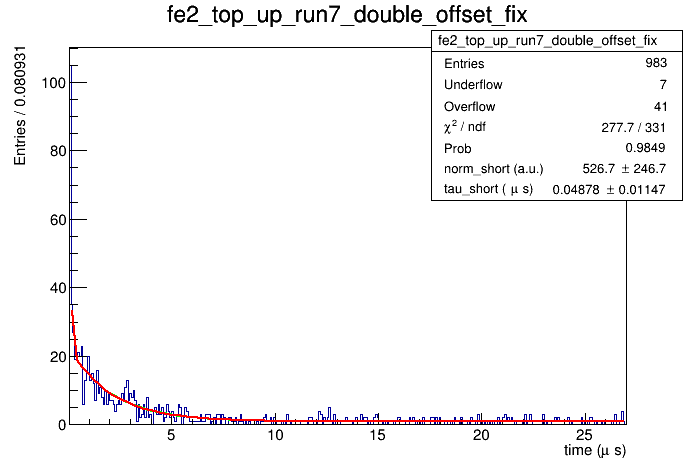 fe2_top_up_run7_double_offset_fix
fe2_top_up_run7_double_offset_fix
Entries 983
Underflow 7
Overflow 41
χ² / ndf 277.7 / 331
Prob 0.9849
norm_short (a.u.) 526.7 ± 246.7
tau_short ( μ s) 0.04878 ± 0.01147
Entries / 0.080931
100
80
60
40
20
0
5 10 15 20 25
time (μ s)